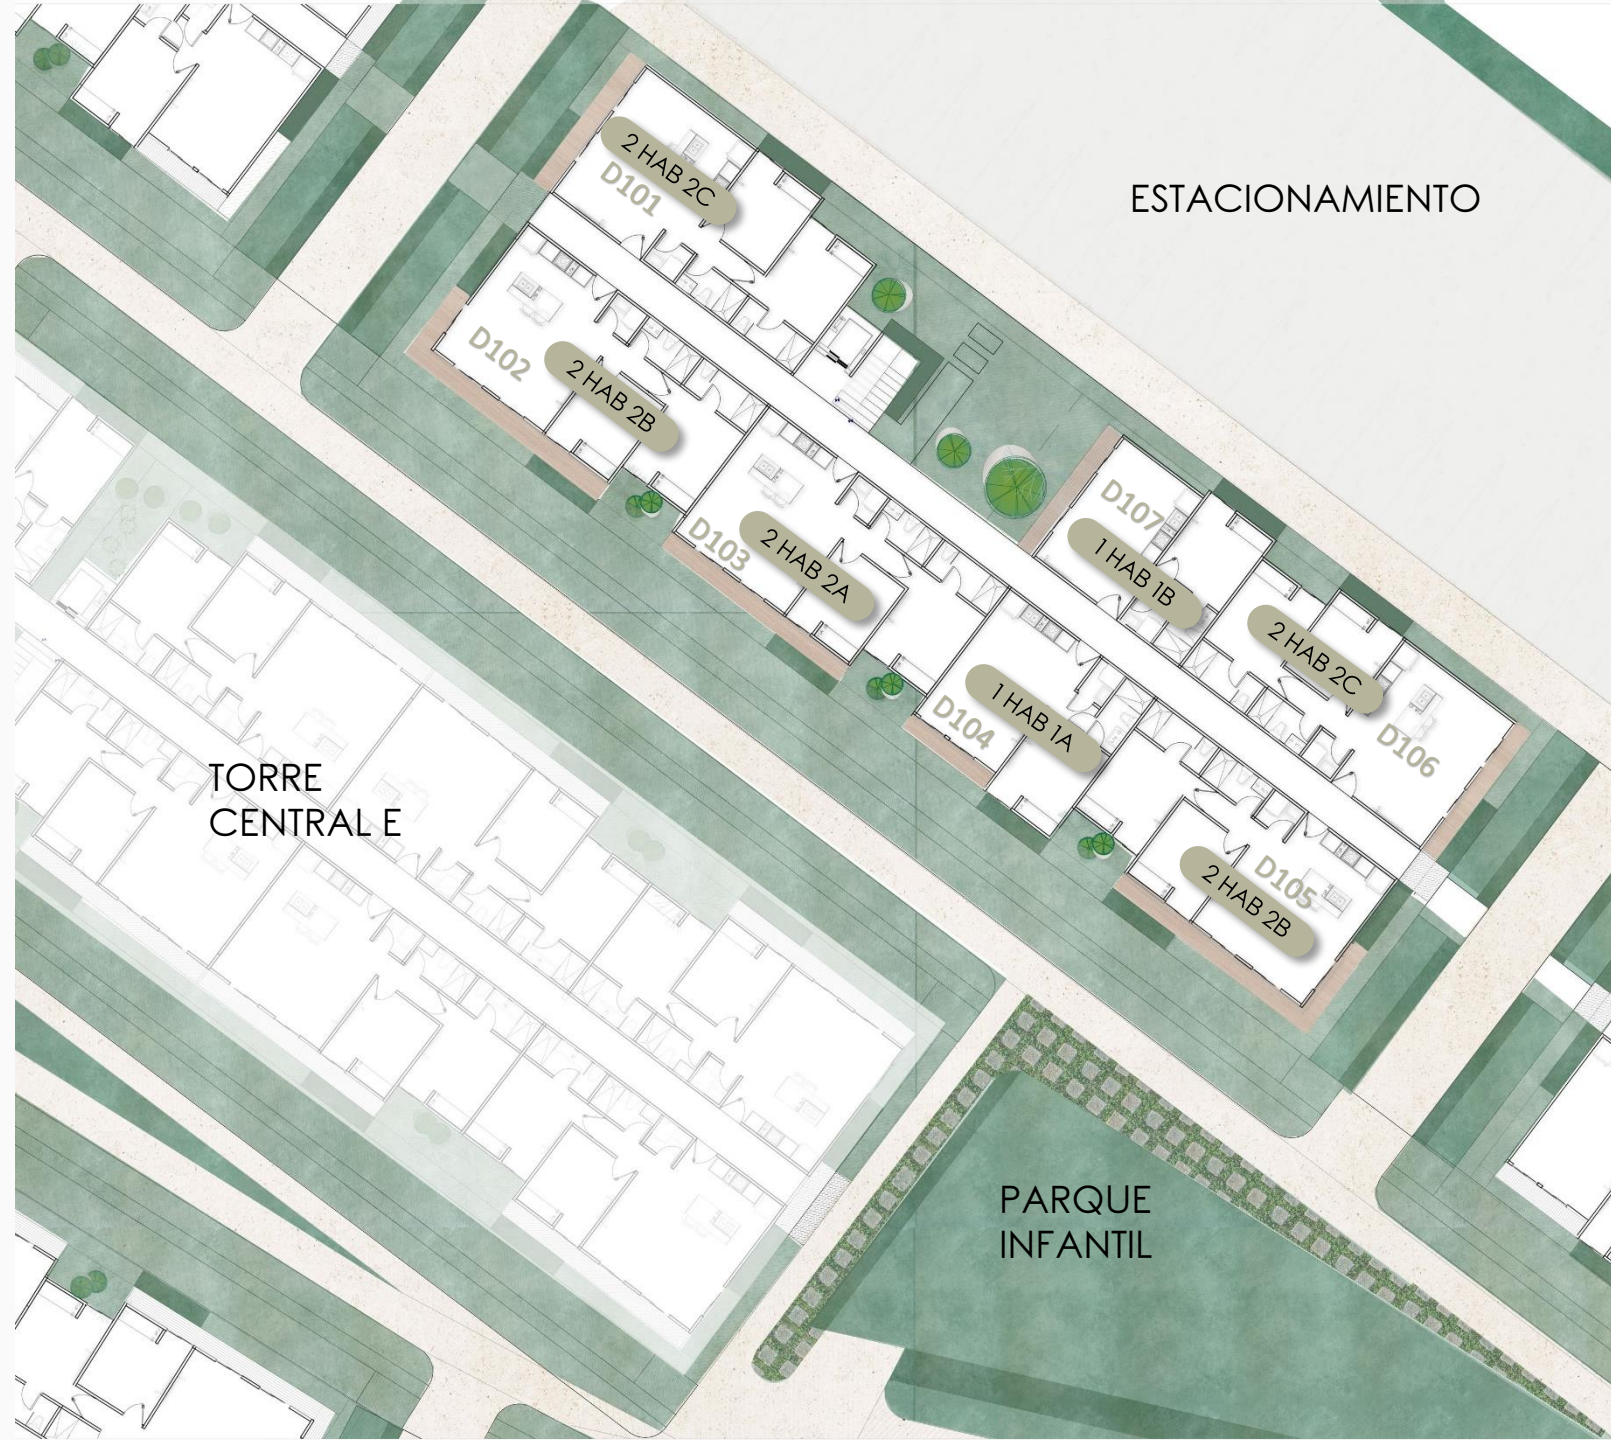 2 HAB 2C
D101
ESTACIONAMIENTO
D102
2 HAB 2B
D103
2 HAB 2A
D107
1 HAB 1B
2 HAB 2C
D106
1 HAB 1A
D104
D105
2 HAB 2B
TORRE
CENTRAL E
PARQUE
INFANTIL